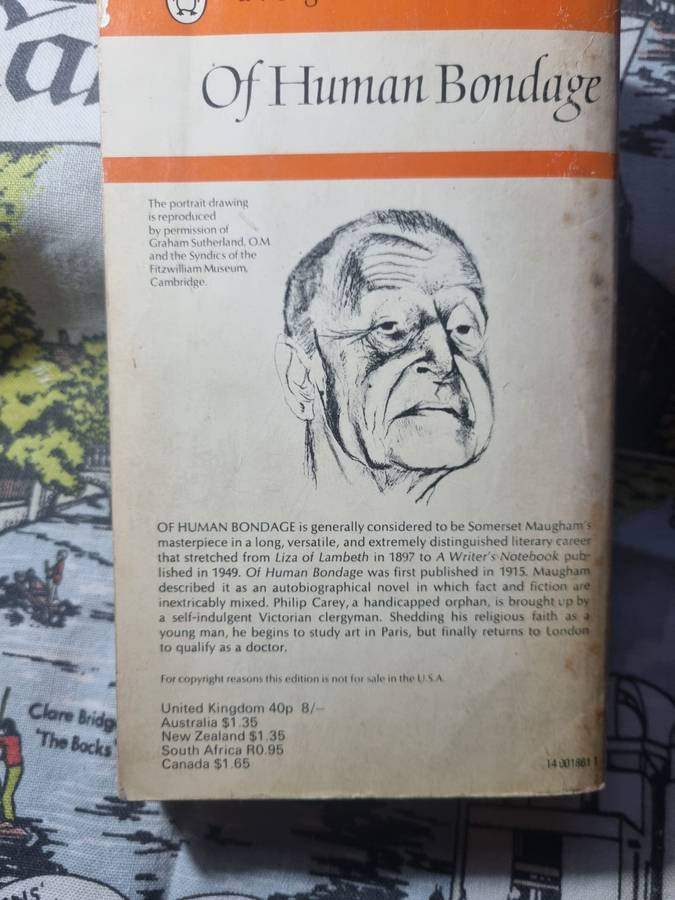 Of Human Bondage
The portrait drawing
is reproduced
by permission of
Graham Sutherland, O.M.
and the Syndics of the
Fitzwilliam Museum,
Cambridge.
OF HUMAN BONDAGE is generally considered to be Somerset Maugham's
masterpiece in a long, versatile, and extremely distinguished literary career
that stretched from Liza of Lambeth in 1897 to A Writer's Notebook pub-
lished in 1949. Of Human Bondage was first published in 1915. Maugham
described it as an autobiographical novel in which fact and fiction are
inextricably mixed. Philip Carey, a handicapped orphan, is brought up by
a self-indulgent Victorian clergyman. Shedding his religious faith as a
young man, he begins to study art in Paris, but finally returns to London
to qualify as a doctor.
For copyright reasons this edition is not for sale in the U.S.A.
United Kingdom 40p 8/–
Australia $1.35
New Zealand $1.35
South Africa R0.95
Canada $1.65
14 001861 1
Clare Bridg
'The Backs'